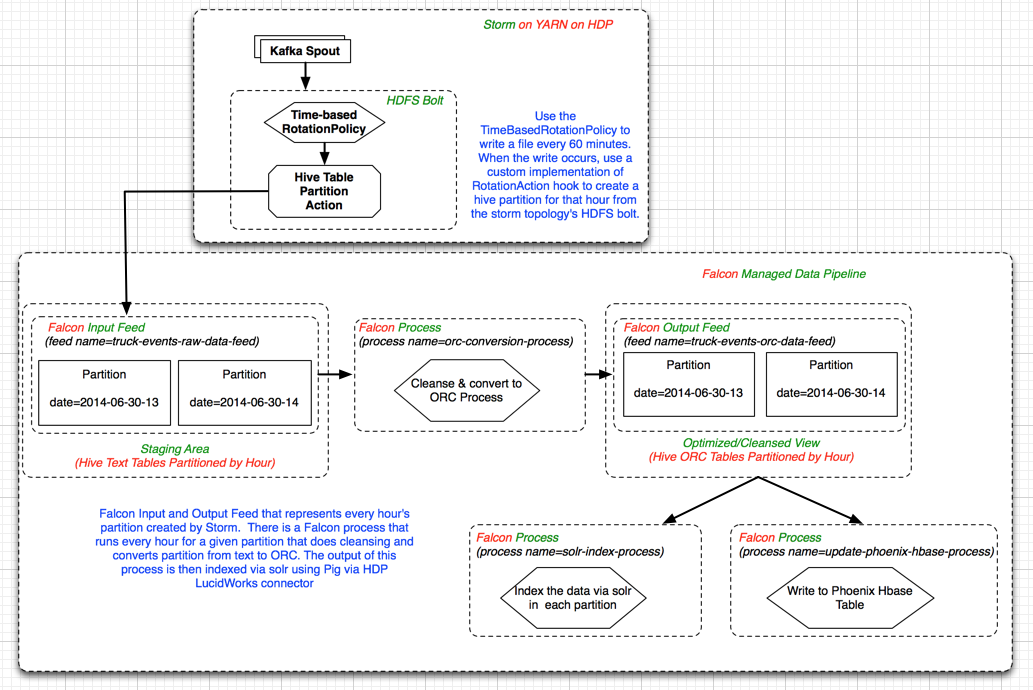 Storm on YARN on HDP
Kafka Spout
HDFS Bolt
Time-based
RotationPolicy
Hive Table
Partition
Action
Use the
TimeBasedRotationPolicy to
write a file every 60 minutes.
When the write occurs, use a
custom implementation of
RotationAction hook to create a
hive partition for that hour from
the storm topology's HDFS bolt.
Falcon Managed Data Pipeline
Falcon Input Feed
(feed name=truck-events-raw-data-feed)
Partition
date=2014-06-30-13
Partition
date=2014-06-30-14
Staging Area
(Hive Text Tables Partitioned by Hour)
Falcon Process
(process name=orc-conversion-process)
Cleanse & convert to
ORC Process
Falcon Output Feed
(feed name=truck-events-orc-data-feed)
Partition
date=2014-06-30-13
Partition
date=2014-06-30-14
Optimized/Cleansed View
(Hive ORC Tables Partitioned by Hour)
Falcon Input and Output Feed that represents every hour's
partition created by Storm. There is a Falcon process that
runs every hour for a given partition that does cleansing and
converts partition from text to ORC. The output of this
process is then indexed via solr using Pig via HDP
LucidWorks connector
Falcon Process
(process name=solr-index-process)
Index the data via solr
in each partition
Falcon Process
(process name=update-phoenix-hbase-process)
Write to Phoenix Hbase
Table